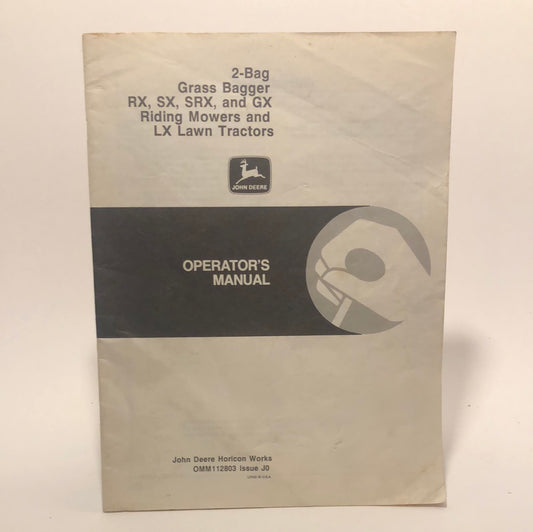 2-Bag
Grass Bagger
RX, SX, SRX, and GX
Riding Mowers and
LX Lawn Tractors
JOHN DEERE
OPERATOR'S
MANUAL
John Deere Horicon Works
OMM112803 Issue J0